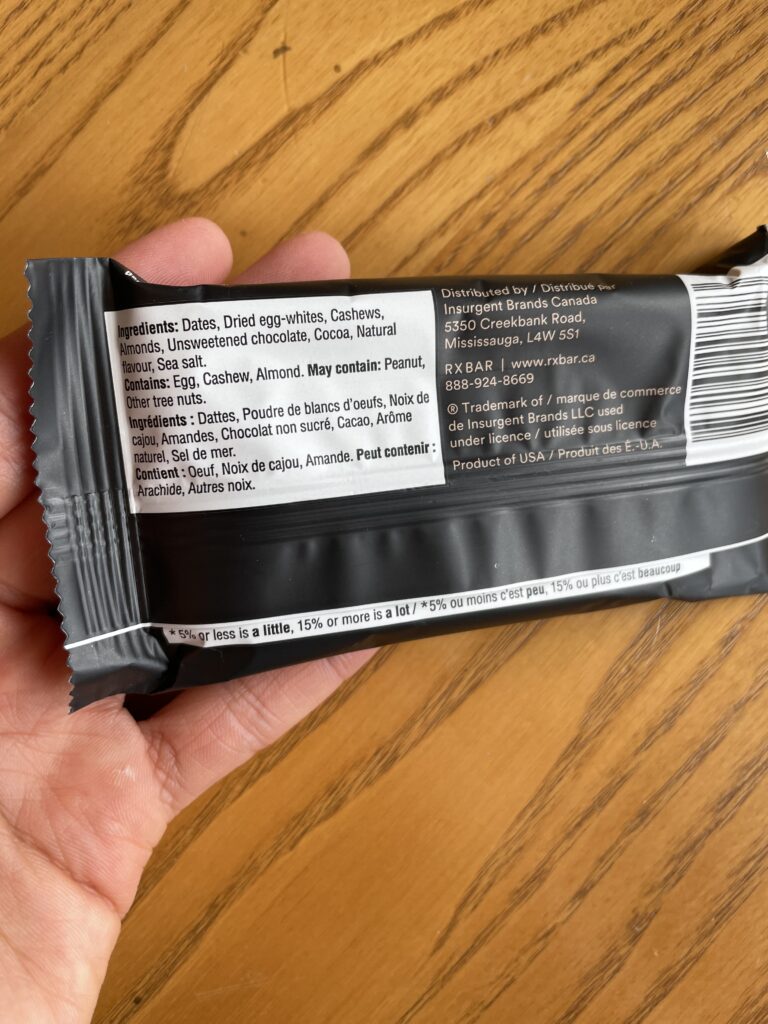 Ingredients: Dates, Dried egg-whites, Cashews,
Almonds, Unsweetened chocolate, Cocoa, Natural
flavour, Sea salt.
Contains: Egg, Cashew, Almond. May contain: Peanut,
Other tree nuts.
Ingrédients : Dattes, Poudre de blancs d'oeufs, Noix de
cajou, Amandes, Chocolat non sucré, Cacao, Arôme
naturel, Sel de mer.
Contient : Oeuf, Noix de cajou, Amande. Peut contenir :
Arachide, Autres noix.
Distributed by / Distribué par
Insurgent Brands Canada
5350 Creekbank Road,
Mississauga, L4W 5S1
RXBAR | www.rxbar.ca
888-924-8669
® Trademark of / marque de commerce
de Insurgent Brands LLC used
under licence / utilisée sous licence
Product of USA / Produit des É.-U.A.
* 5% or less is a little, 15% or more is a lot / *5% ou moins c'est peu, 15% ou plus c'est beaucoup